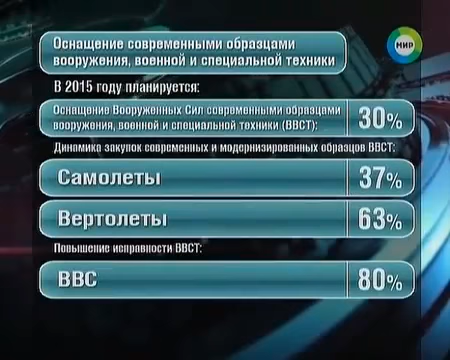 Оснащение современными образцами
вооружения, военной и специальной техники
МИР
В 2015 году планируется:
Оснащение Вооруженных Сил современными образцами
вооружения, военной и специальной техники (ВВСТ):
30%
Динамика закупок современных и модернизированных образцов ВВСТ:
Самолеты 37%
Вертолеты 63%
Повышение исправности ВВСТ:
ВВС 80%